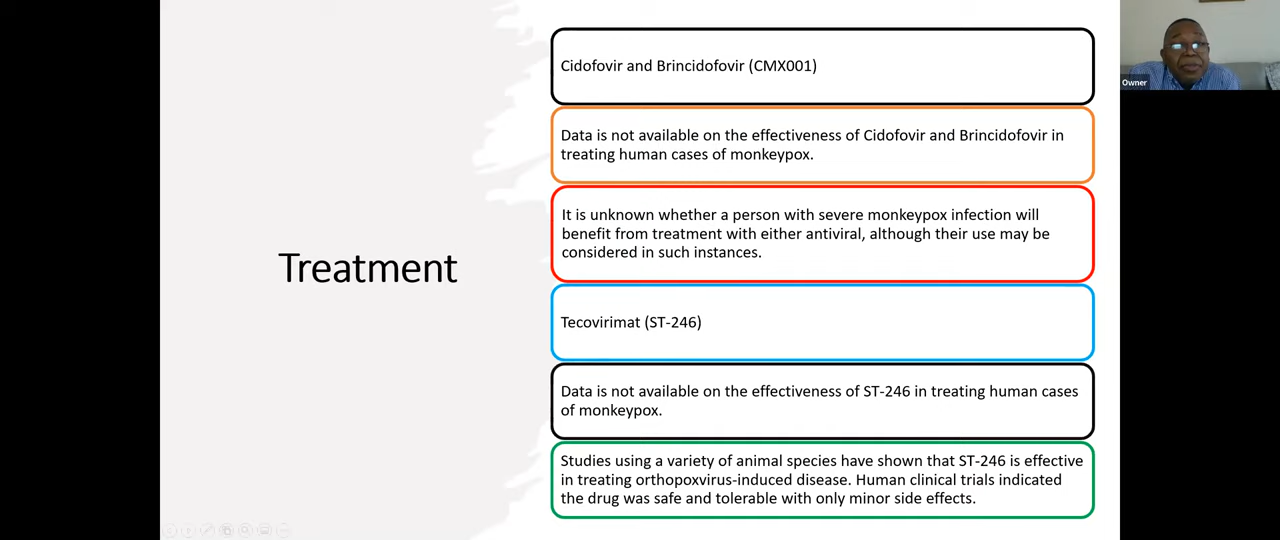 Treatment
Cidofovir and Brincidofovir (CMX001)
Data is not available on the effectiveness of Cidofovir and Brincidofovir in
treating human cases of monkeypox.
It is unknown whether a person with severe monkeypox infection will
benefit from treatment with either antiviral, although their use may be
considered in such instances.
Tecovirimat (ST-246)
Data is not available on the effectiveness of ST-246 in treating human cases
of monkeypox.
Studies using a variety of animal species have shown that ST-246 is effective
in treating orthopoxvirus-induced disease. Human clinical trials indicated
the drug was safe and tolerable with only minor side effects.
Owner